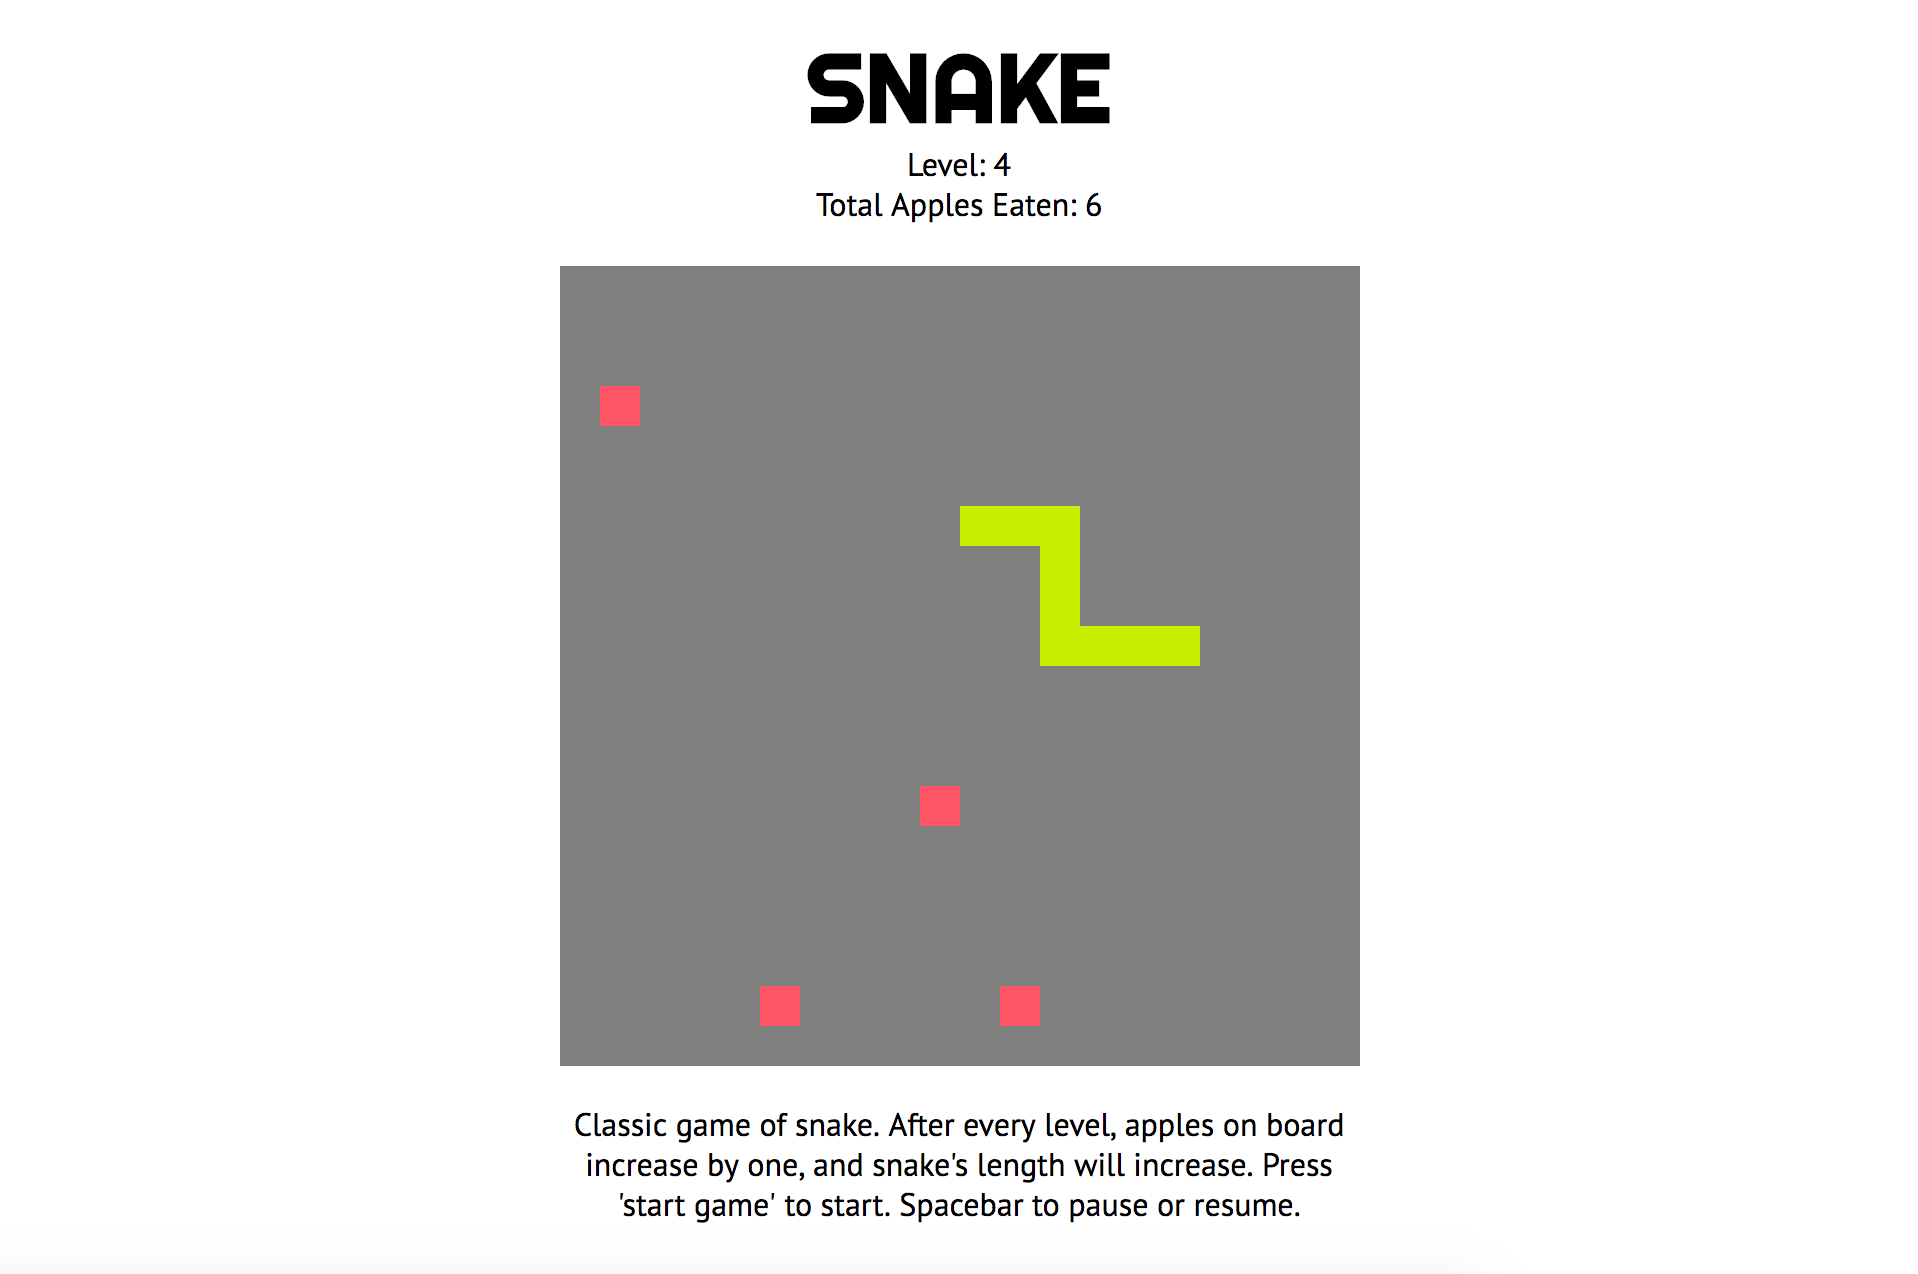 SNAKE
Level: 4
Total Apples Eaten: 6
Classic game of snake. After every level, apples on board
increase by one, and snake's length will increase. Press
'start game' to start. Spacebar to pause or resume.